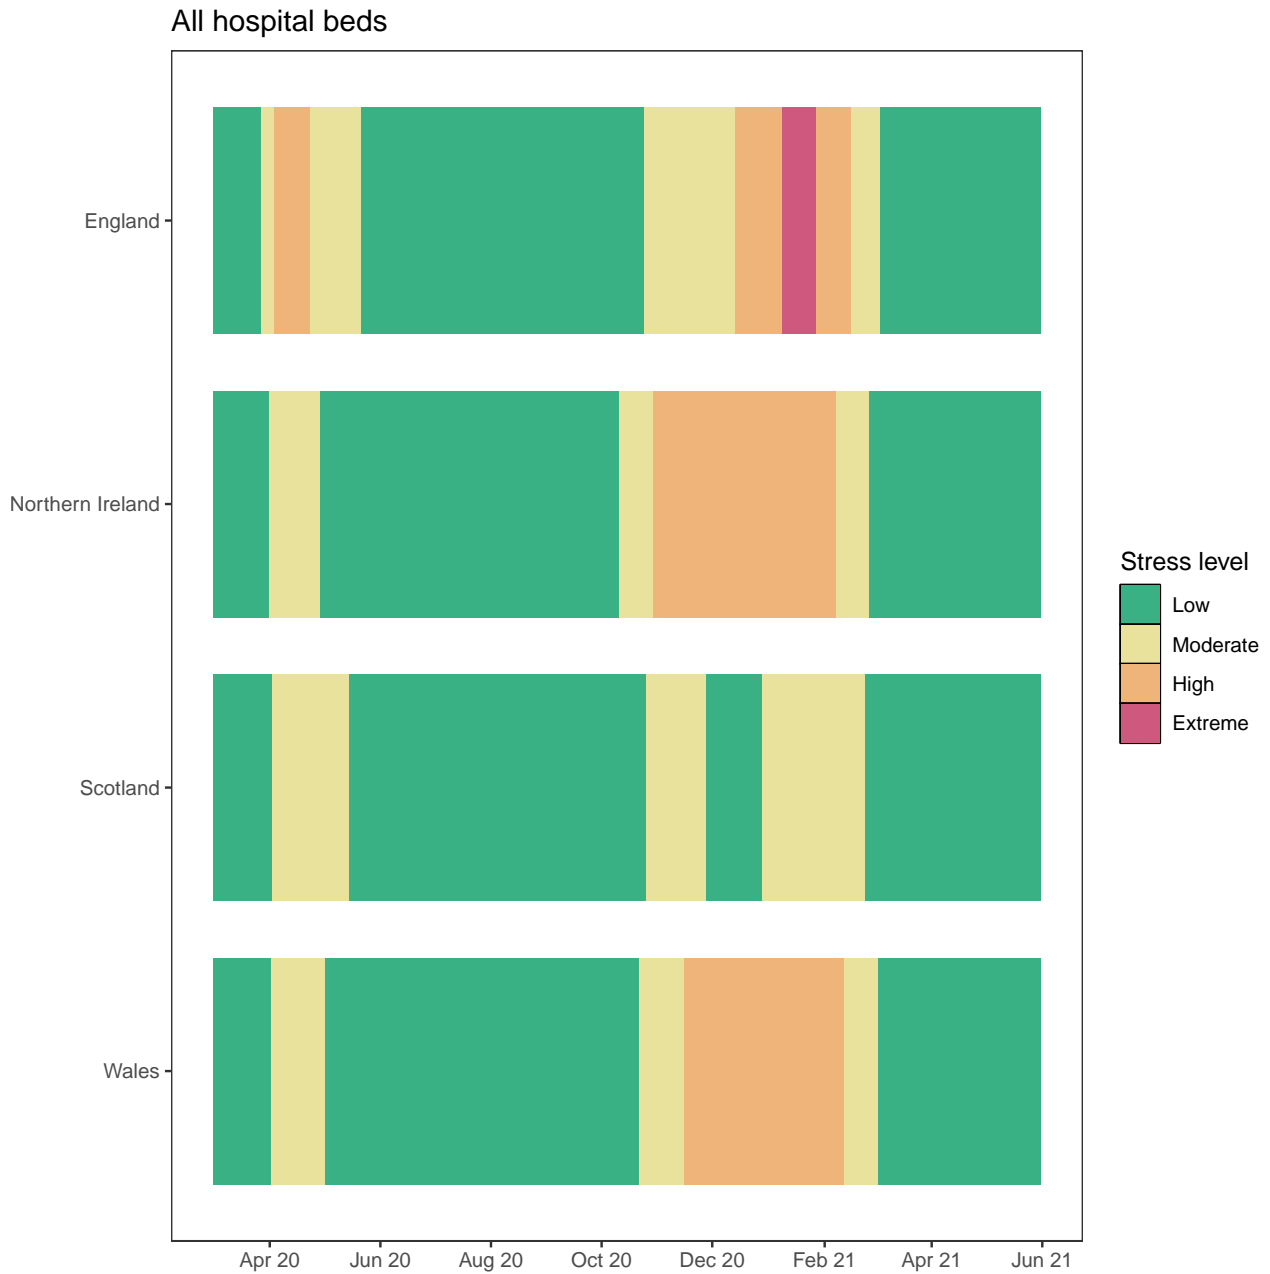 All hospital beds
England
Northern Ireland
Scotland
Wales
Apr 20 Jun 20 Aug 20 Oct 20 Dec 20 Feb 21 Apr 21 Jun 21
Stress level
Low
Moderate
High
Extreme